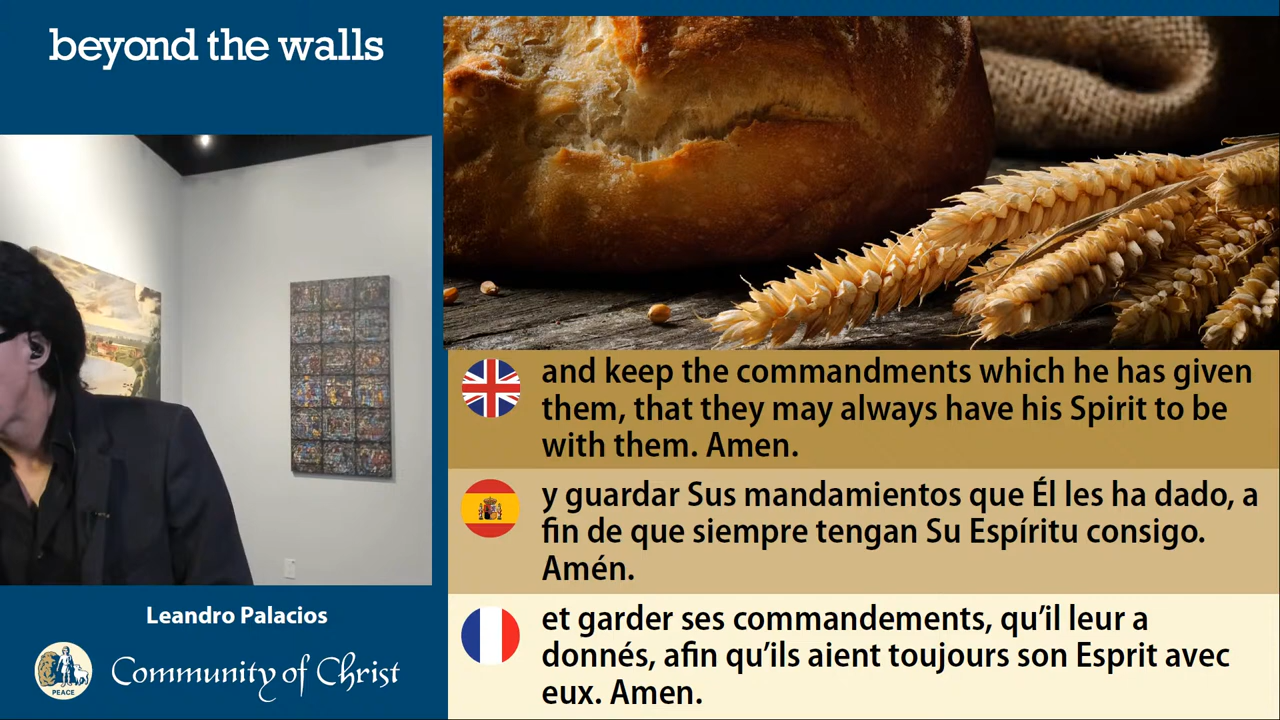 beyond the walls
and keep the commandments which he has given
them, that they may always have his Spirit to be
with them. Amen.
y guardar Sus mandamientos que Él les ha dado, a
fin de que siempre tengan Su Espíritu consigo.
Amén.
et garder ses commandements, qu’il leur a
donnés, afin qu’ils aient toujours son Esprit avec
eux. Amen.
Leandro Palacios
PEACE
Community of Christ